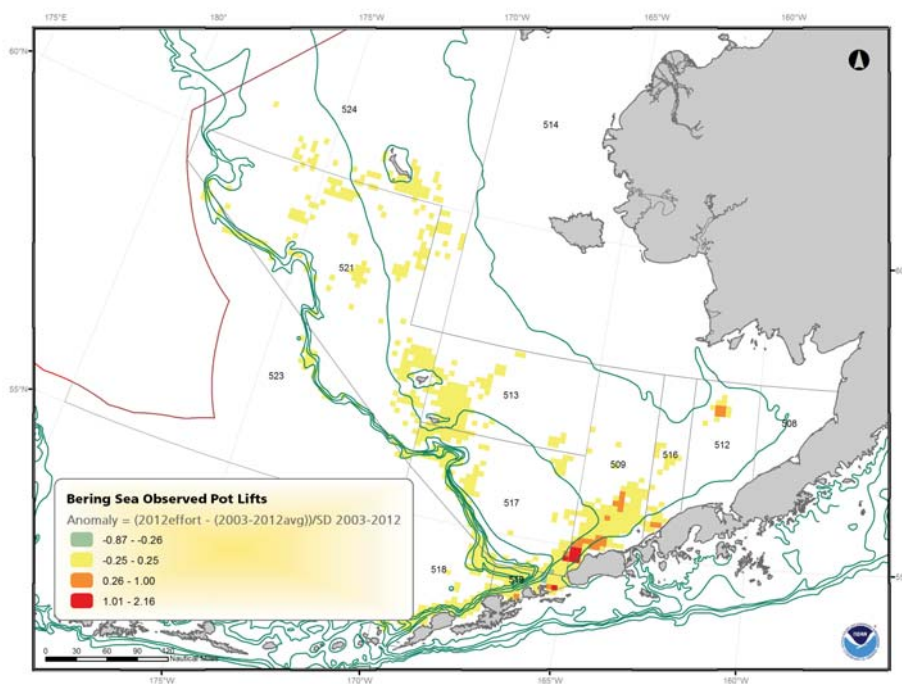 175°E
180°
175°W
170°W
165°W
160°W
60°N
524
514
521
523
55°N
513
508
512
516
509
517
518
519
Bering Sea Observed Pot Lifts
Anomaly = (2012effort - (2003-2012avg))/SD 2003-2012
-0.87 - -0.26
-0.25 - 0.25
0.26 - 1.00
1.01 - 2.16
0 30 60 90 120
Nautical Miles
NOAA
175°W
170°W
165°W
160°W